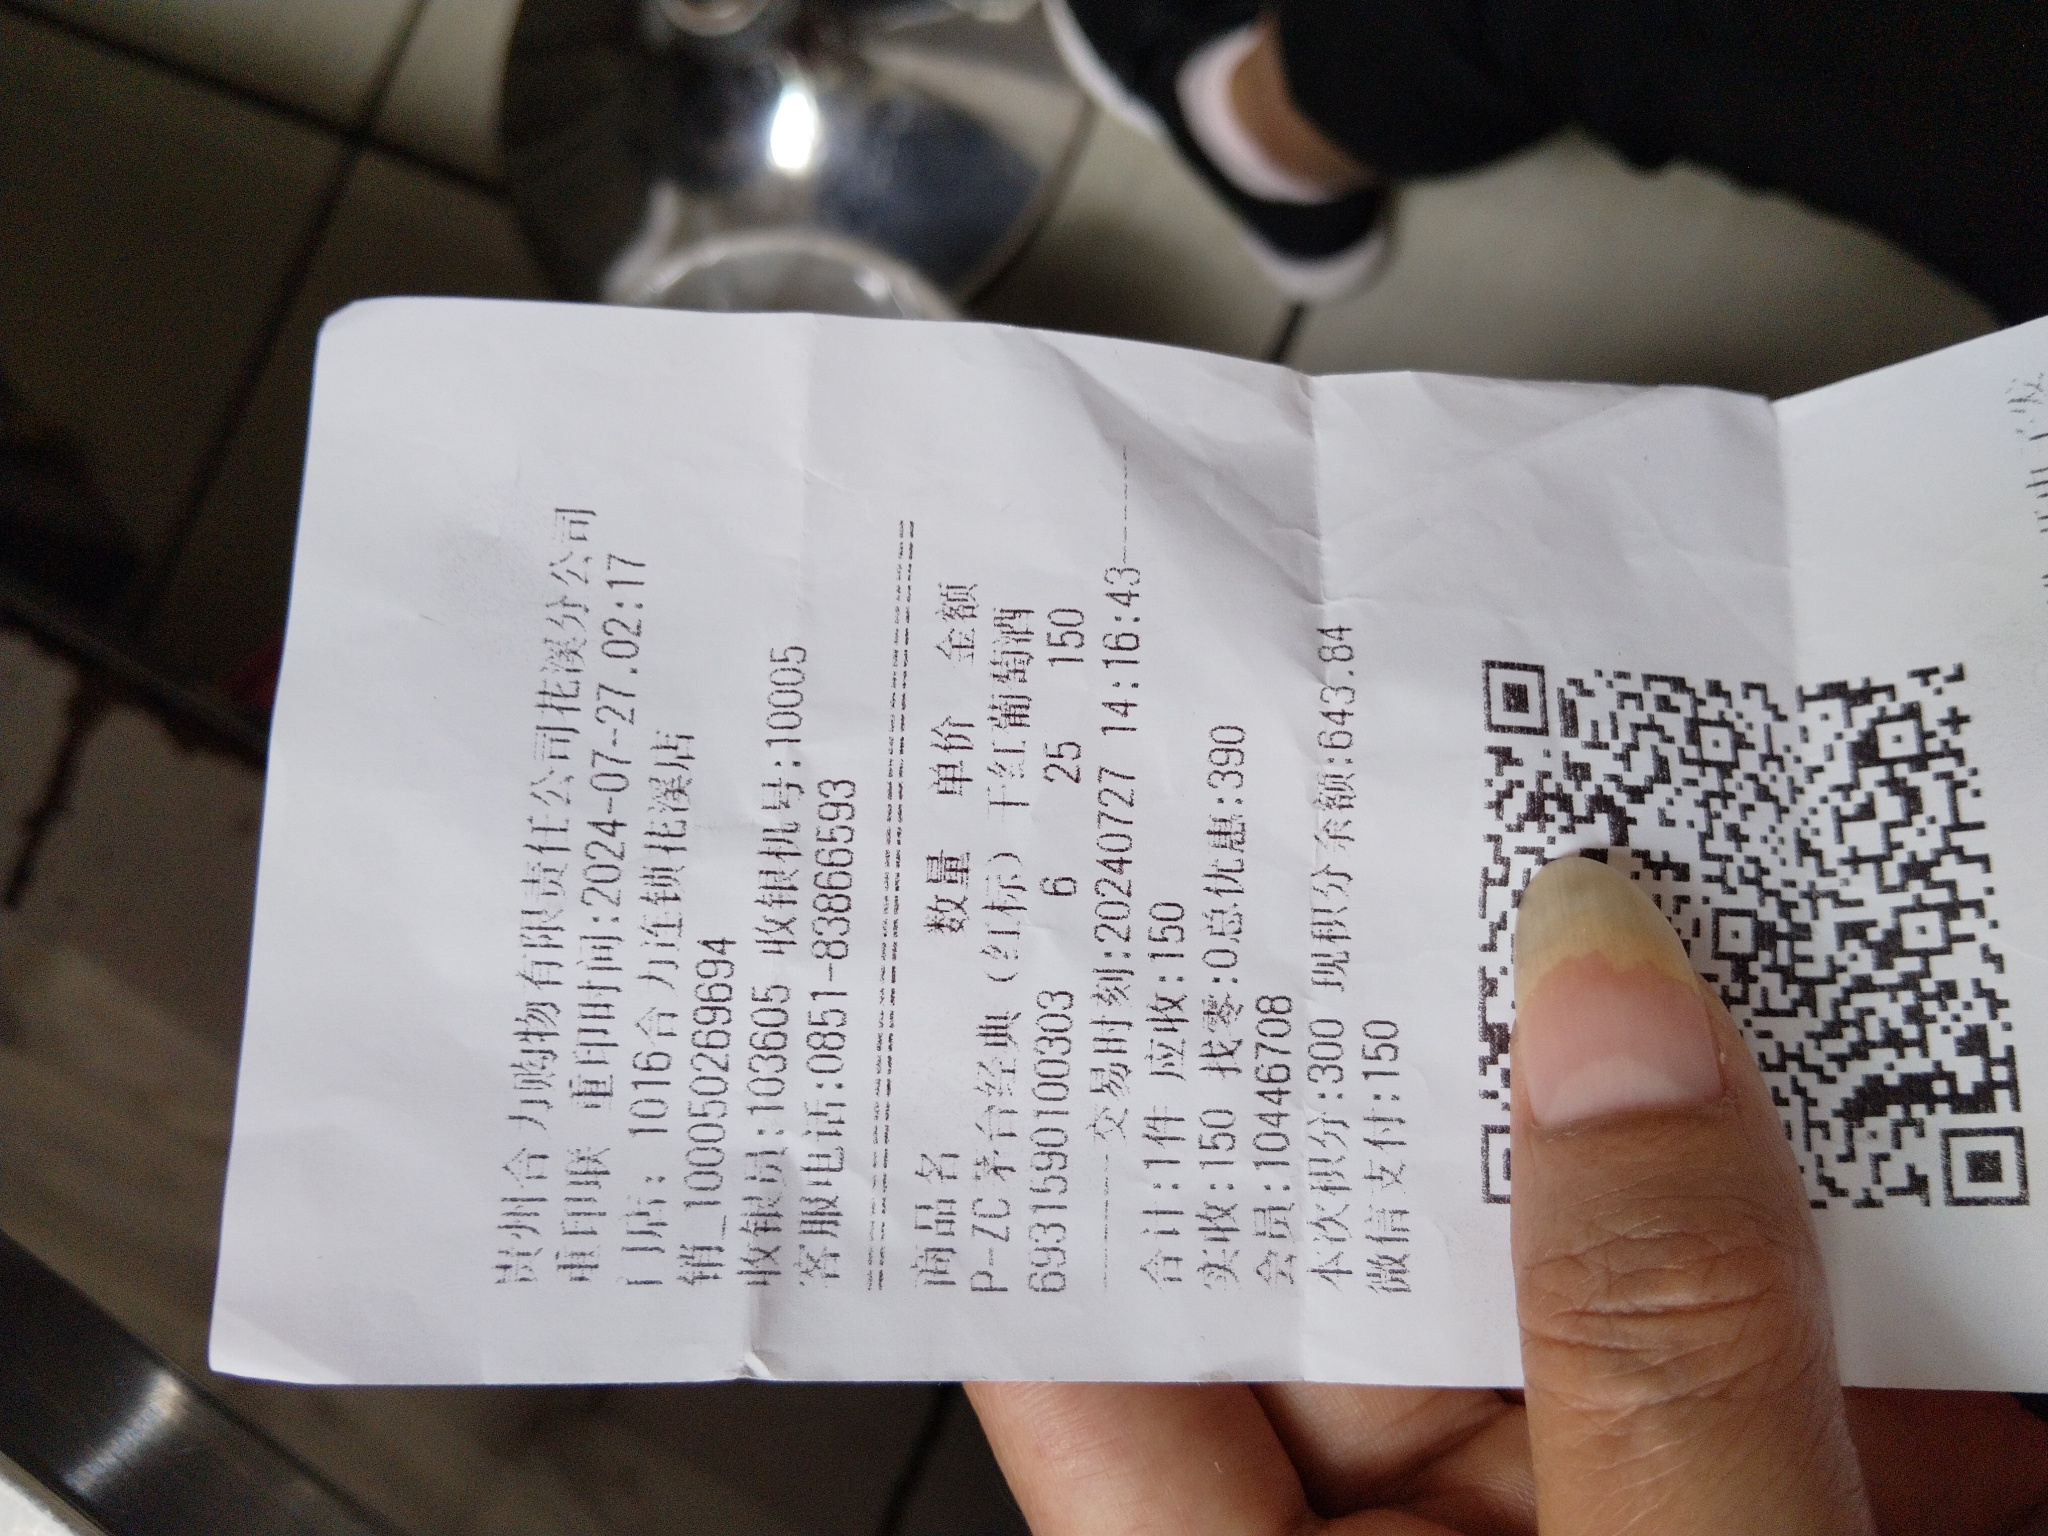 贵州合力购物有限责任公司花溪分公司
重印联 重印时间:2024-07-27.02:17
门店: 1016合力连锁花溪店
销_100050269694
收银员:103605 收银机号:10005
客服电话:0851-83866593
商品名 数量 单价 金额
P-ZC茅台经典(红标)干红葡萄酒
6931590100303 6 25 150
交易时刻:20240727 14:16:43
合计:1件 应收:150
实收:150 找零:0总优惠:390
会员:10446708
本次积分:300 现积分余额:643.84
微信支付:150